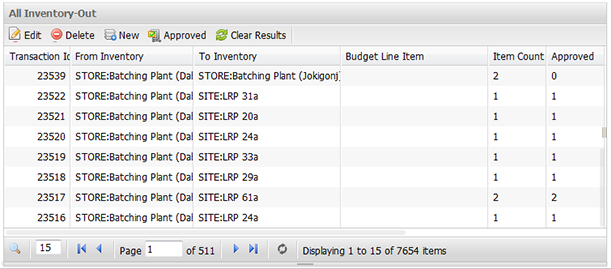 All Inventory-Out
Edit Delete New Approved Clear Results
Transaction Id From Inventory To Inventory Budget Line Item Item Count Approved
23539 STORE:Batching Plant (Dal STORE:Batching Plant (Jokigonj) 2 0
23522 STORE:Batching Plant (Dal SITE:LRP 31a 1 1
23521 STORE:Batching Plant (Dal SITE:LRP 20a 1 1
23520 STORE:Batching Plant (Dal SITE:LRP 24a 1 1
23519 STORE:Batching Plant (Dal SITE:LRP 33a 1 1
23518 STORE:Batching Plant (Dal SITE:LRP 29a 1 1
23517 STORE:Batching Plant (Dal SITE:LRP 61a 2 2
23516 STORE:Batching Plant (Dal SITE:LRP 24a 1 1
15 Page 1 of 511 Displaying 1 to 15 of 7654 items